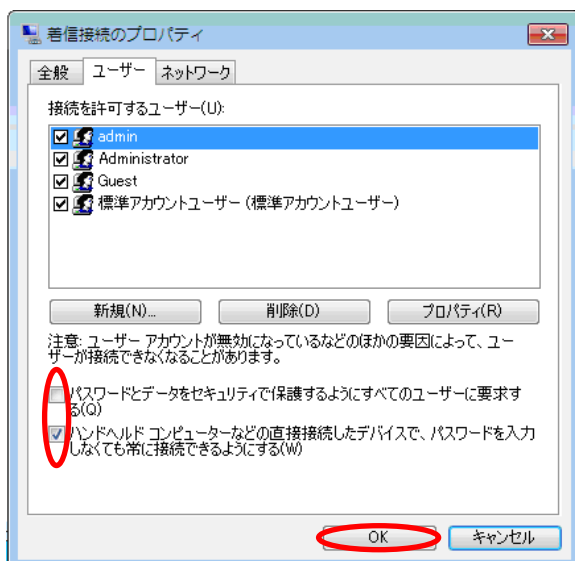 着信接続のプロパティ
全般 ユーザー ネットワーク
接続を許可するユーザー(U):
admin
Administrator
Guest
標準アカウントユーザー (標準アカウントユーザー)
新規(N)... 削除(D) プロパティ(R)
注意: ユーザー アカウントが無効になっているなどのほかの要因によって、ユー
ザーが接続できなくなることがあります。
パスワードとデータをセキュリティで保護するようにすべてのユーザーに要求す
る(Q)
ハンドヘルド コンピューターなどの直接接続したデバイスで、パスワードを入力
しなくても常に接続できるようにする(W)
OK キャンセル